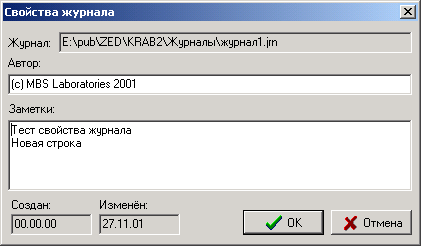 Свойства журнала
Журнал: E:\pub\ZED\KRAB2\Журналы\журнал1.jrn
Автор:
(c) MBS Laboratories 2001
Заметки:
Тест свойства журнала
Новая строка
Создан: Изменён:
00.00.00 27.11.01
OK Отмена